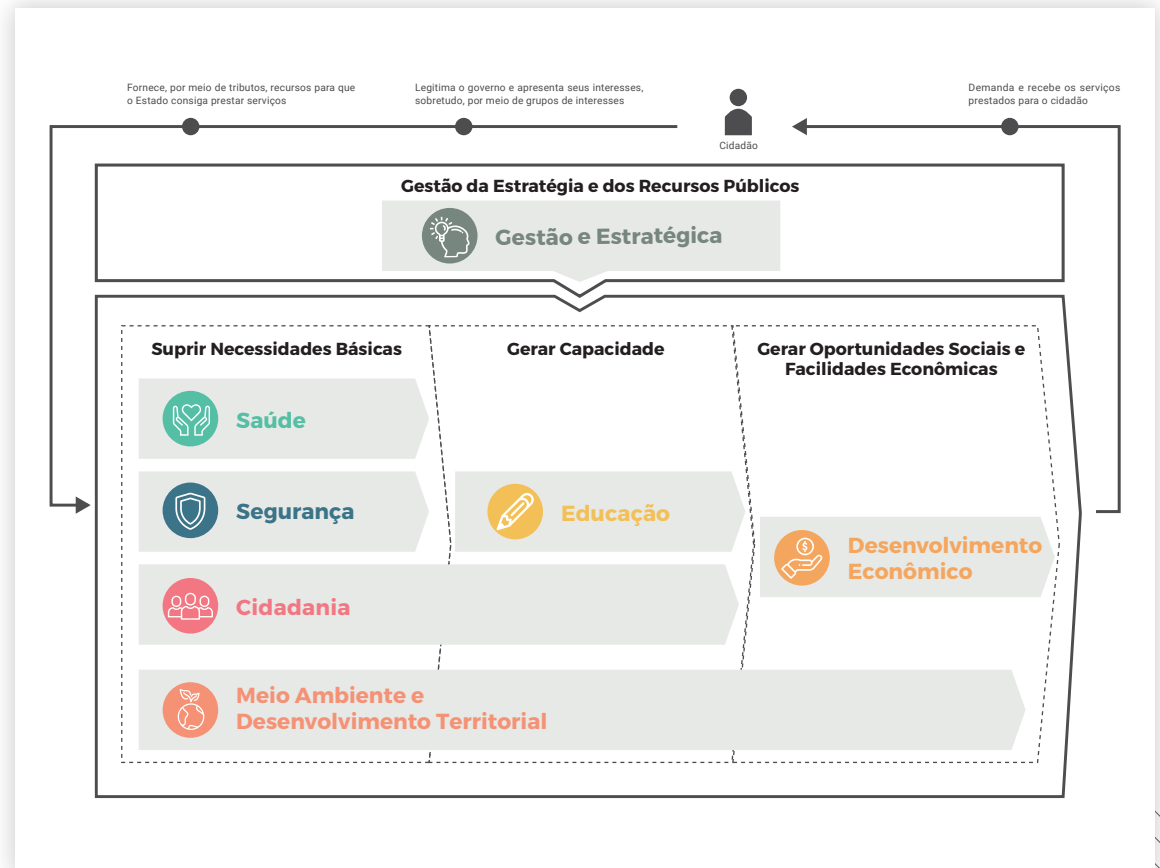 Fornece, por meio de tributos, recursos para que
o Estado consiga prestar serviços
Legitima o governo e apresenta seus interesses,
sobretudo, por meio de grupos de interesses
Demanda e recebe os serviços
prestados para o cidadão
Cidadão
Gestão da Estratégia e dos Recursos Públicos
Gestão e Estratégica
Suprir Necessidades Básicas
Gerar Capacidade
Gerar Oportunidades Sociais e
Facilidades Econômicas
Saúde
Segurança
Educação
Desenvolvimento
Econômico
Cidadania
Meio Ambiente e
Desenvolvimento Territorial